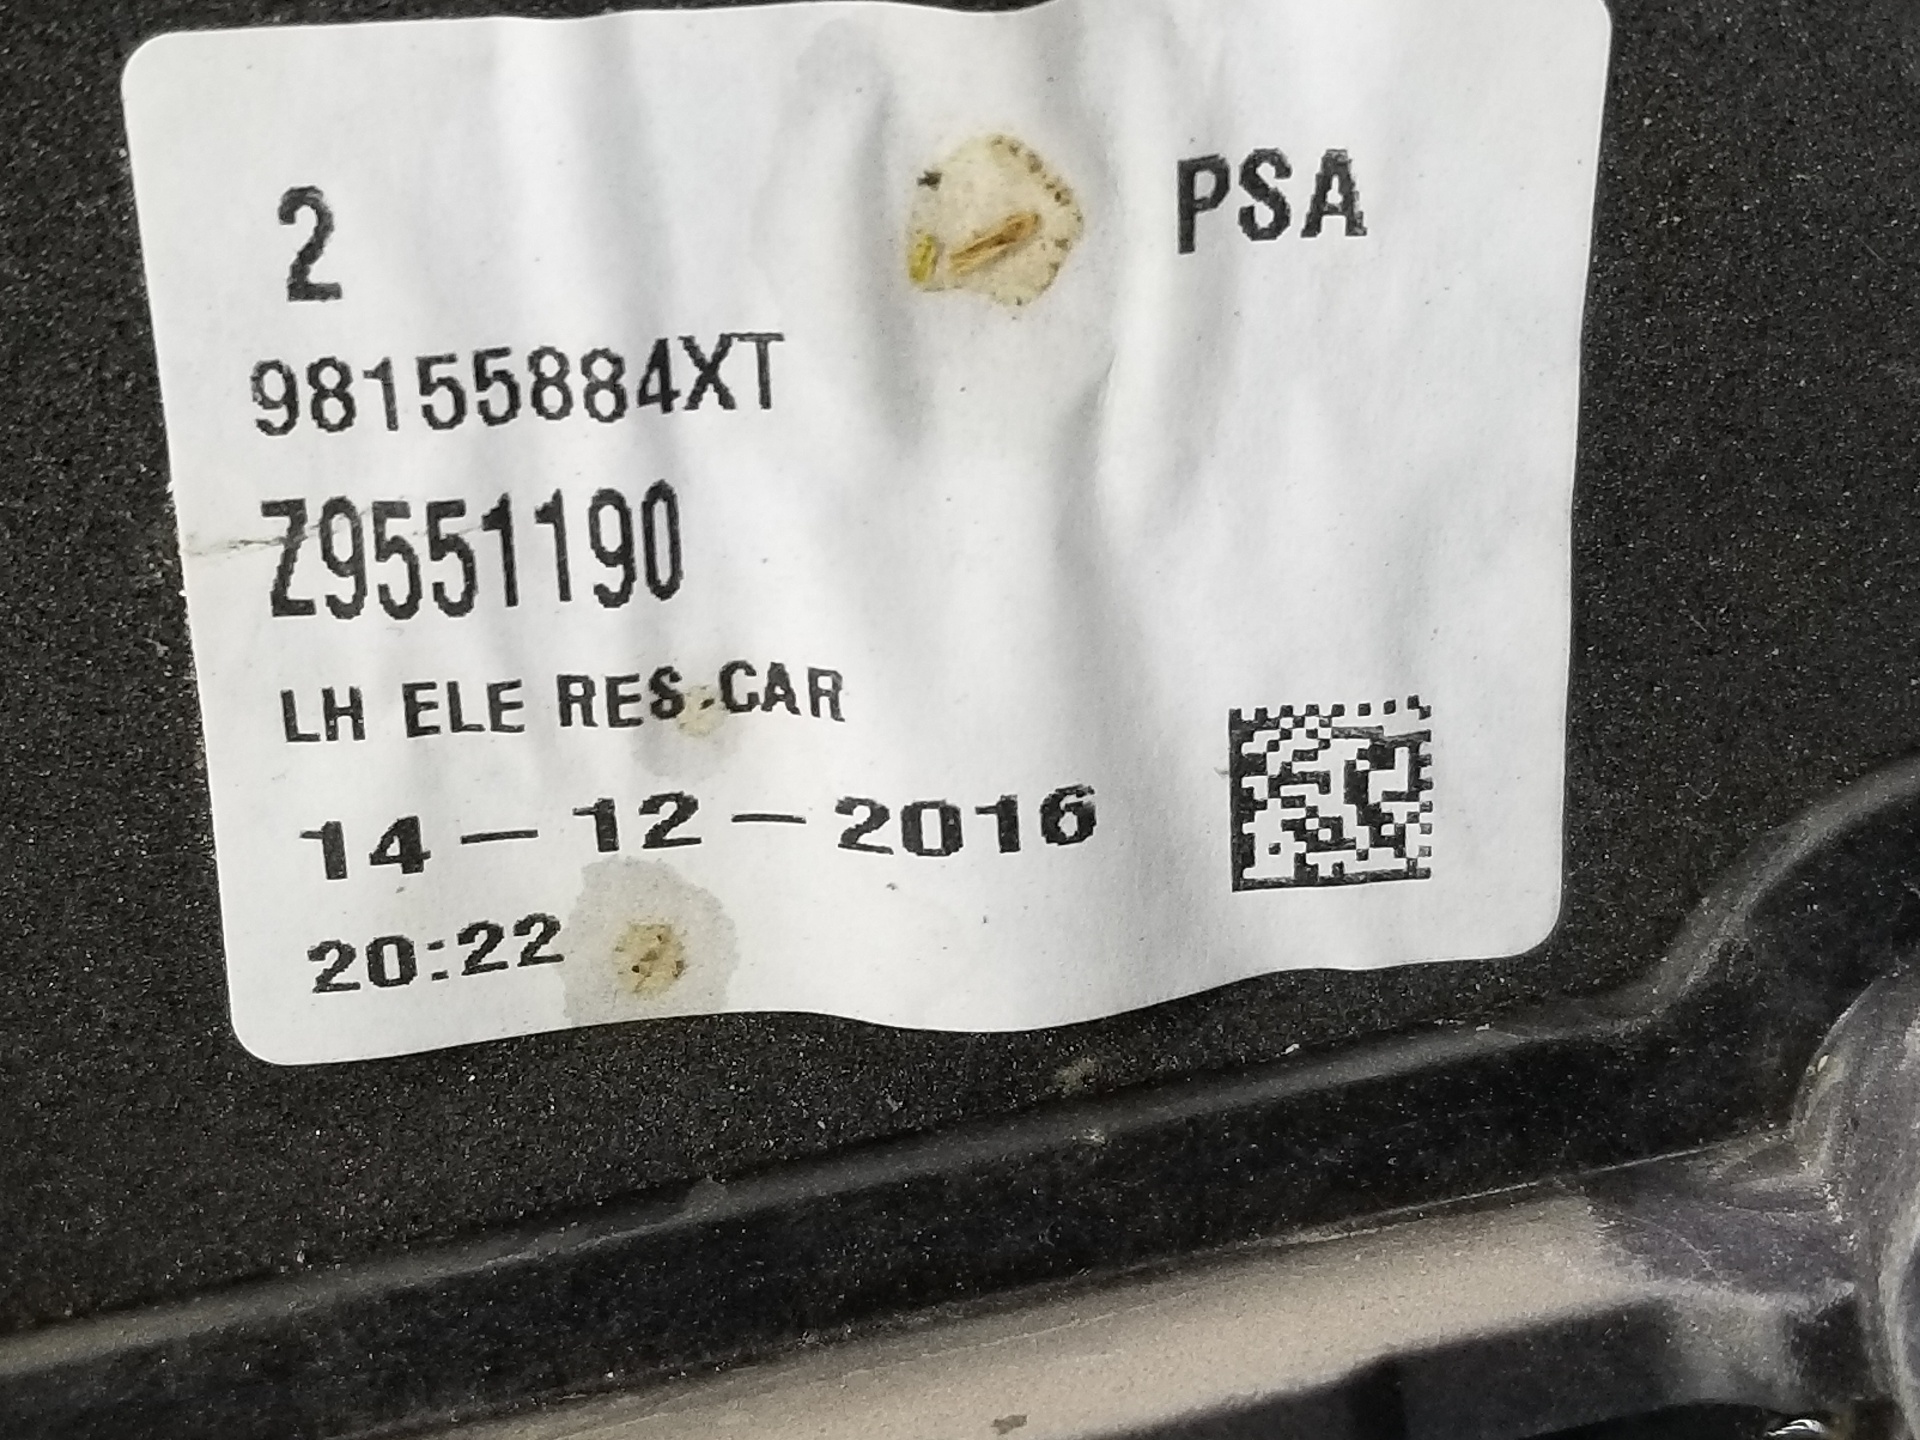 2
PSA
98155884XT
Z9551190
LH ELE RES.CAR
14-12-2016
20:22